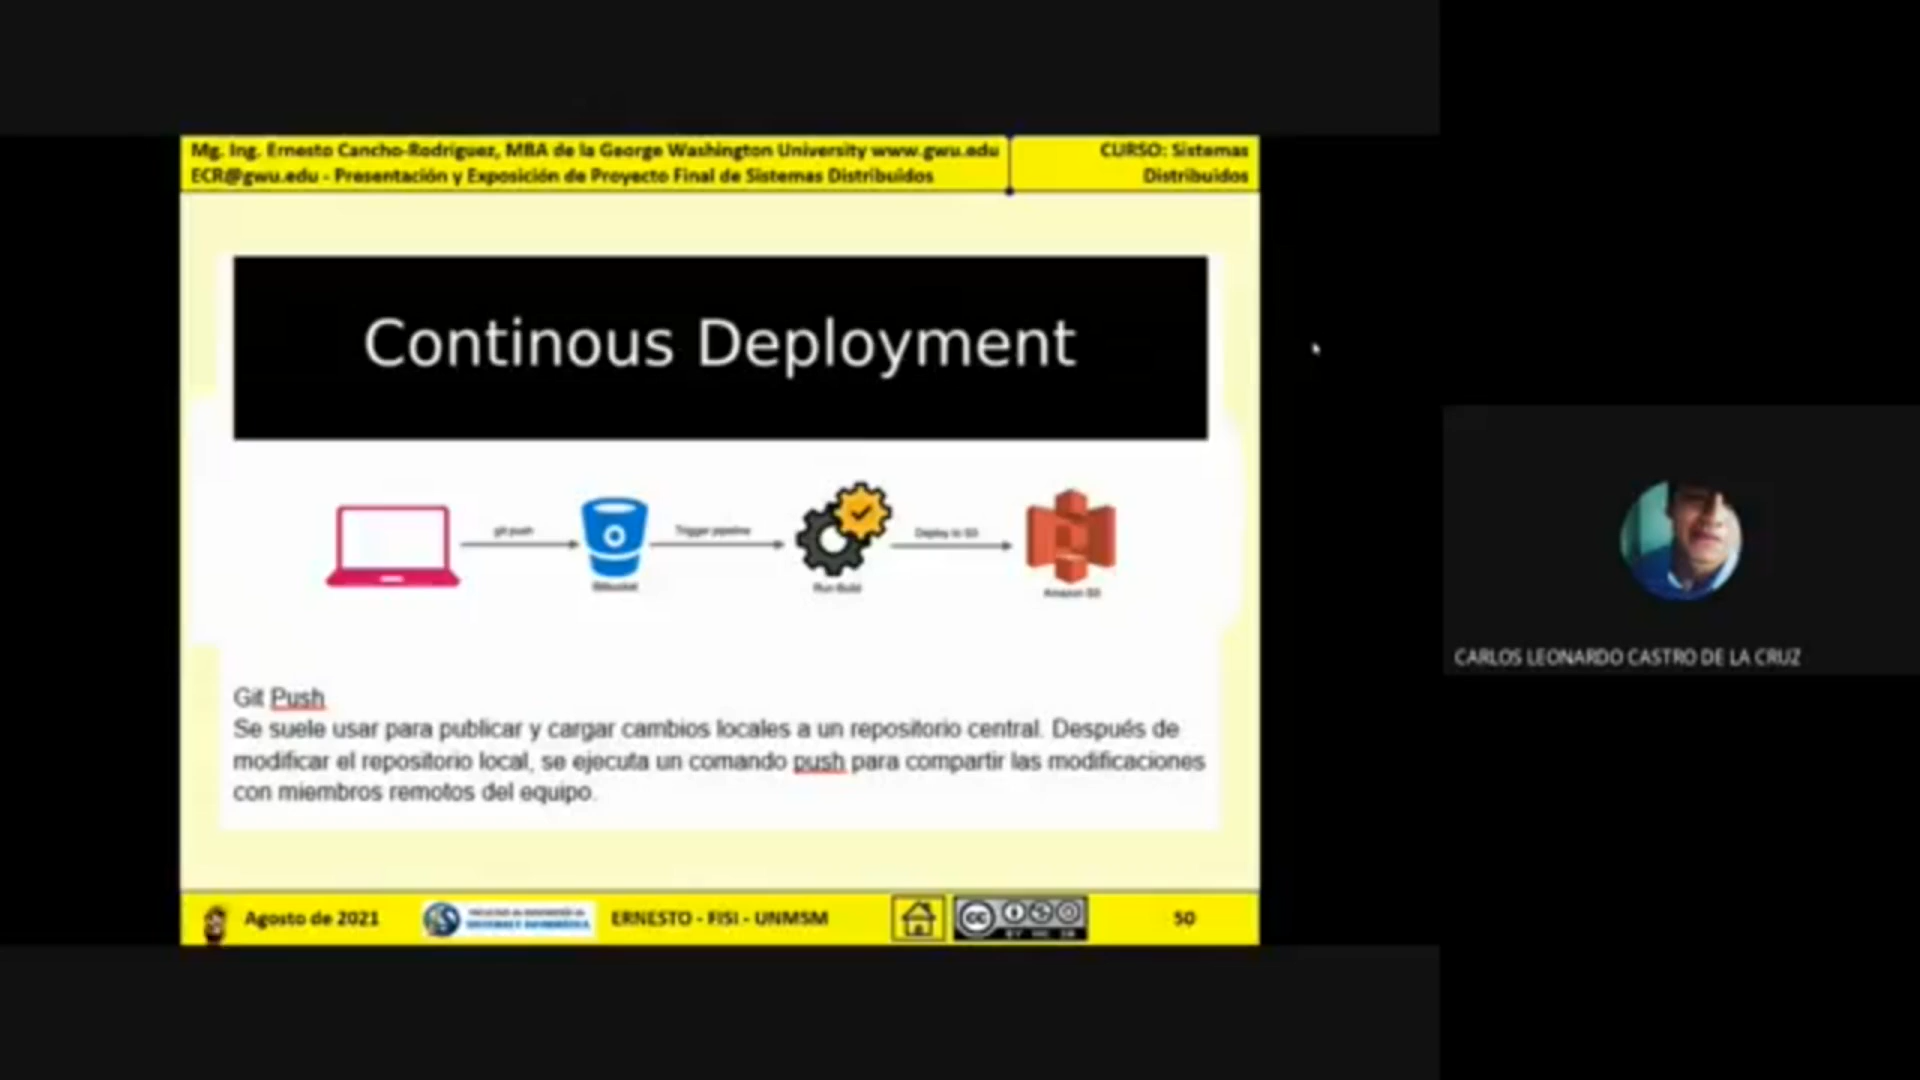 Mg. Ing. Ernesto Cancho-Rodríguez, MBA de la George Washington University www.gwu.edu
ECR@gwu.edu - Presentación y Exposición de Proyecto Final de Sistemas Distribuidos
CURSO: Sistemas
Distribuidos
Continous Deployment
git push
Trigger pipeline
Deploy to S3
Bitbucket
Run Build
Amazon S3
Git Push
Se suele usar para publicar y cargar cambios locales a un repositorio central. Después de
modificar el repositorio local, se ejecuta un comando push para compartir las modificaciones
con miembros remotos del equipo.
Agosto de 2021
ERNESTO - FISI - UNMSM
cc
50
CARLOS LEONARDO CASTRO DE LA CRUZ